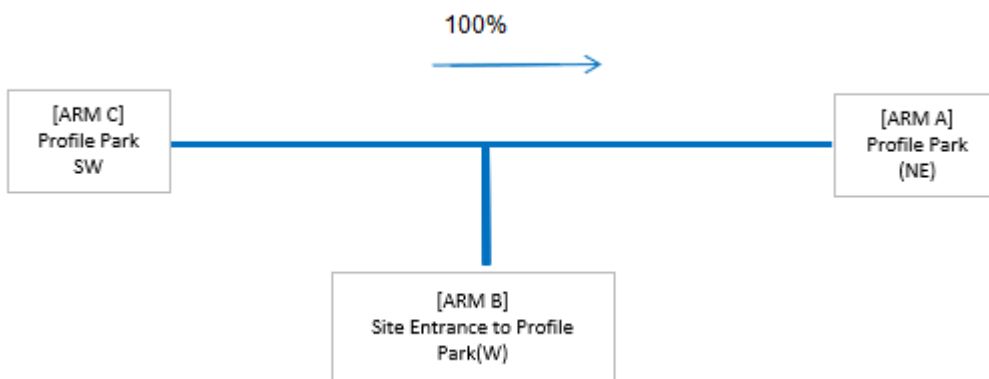 100%
[ARM C]
Profile Park
SW
[ARM A]
Profile Park
(NE)
[ARM B]
Site Entrance to Profile
Park(W)